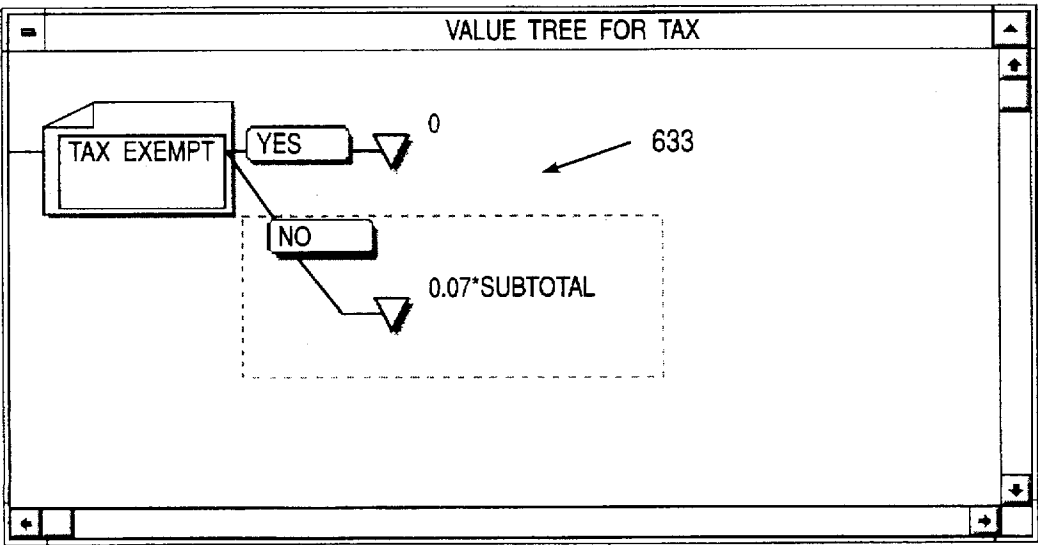 VALUE TREE FOR TAX
TAX EXEMPT
YES
0
633
NO
0.07*SUBTOTAL